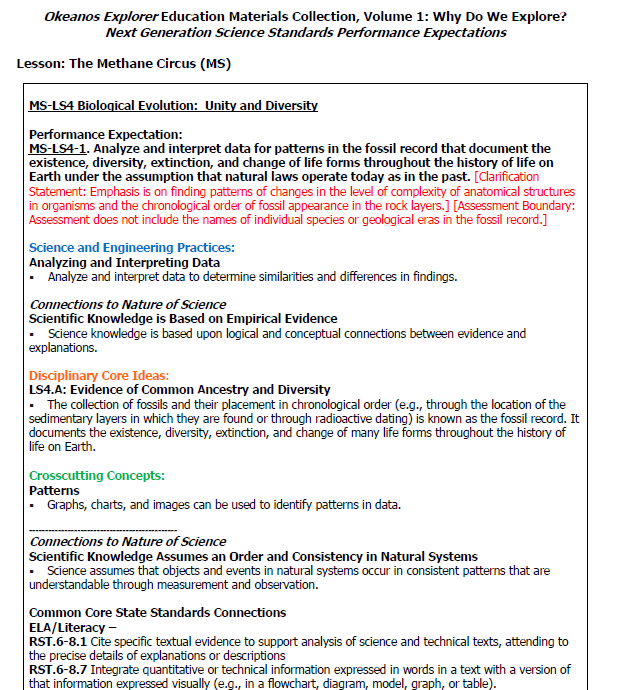 Okeanos Explorer Education Materials Collection, Volume 1: Why Do We Explore?
Next Generation Science Standards Performance Expectations
Lesson: The Methane Circus (MS)
MS-LS4 Biological Evolution: Unity and Diversity
Performance Expectation:
MS-LS4-1. Analyze and interpret data for patterns in the fossil record that document the
existence, diversity, extinction, and change of life forms throughout the history of life on
Earth under the assumption that natural laws operate today as in the past. [Clarification
Statement: Emphasis is on finding patterns of changes in the level of complexity of anatomical structures
in organisms and the chronological order of fossil appearance in the rock layers.] [Assessment Boundary:
Assessment does not include the names of individual species or geological eras in the fossil record.]
Science and Engineering Practices:
Analyzing and Interpreting Data
▪ Analyze and interpret data to determine similarities and differences in findings.
Connections to Nature of Science
Scientific Knowledge is Based on Empirical Evidence
▪ Science knowledge is based upon logical and conceptual connections between evidence and
explanations.
Disciplinary Core Ideas:
LS4.A: Evidence of Common Ancestry and Diversity
▪ The collection of fossils and their placement in chronological order (e.g., through the location of the
sedimentary layers in which they are found or through radioactive dating) is known as the fossil record. It
documents the existence, diversity, extinction, and change of many life forms throughout the history of
life on Earth.
Crosscutting Concepts:
Patterns
▪ Graphs, charts, and images can be used to identify patterns in data.
----------------------------------------------
Connections to Nature of Science
Scientific Knowledge Assumes an Order and Consistency in Natural Systems
▪ Science assumes that objects and events in natural systems occur in consistent patterns that are
understandable through measurement and observation.
Common Core State Standards Connections
ELA/Literacy –
RST.6-8.1 Cite specific textual evidence to support analysis of science and technical texts, attending to
the precise details of explanations or descriptions
RST.6-8.7 Integrate quantitative or technical information expressed in words in a text with a version of
that information expressed visually (e.g., in a flowchart, diagram, model, graph, or table).